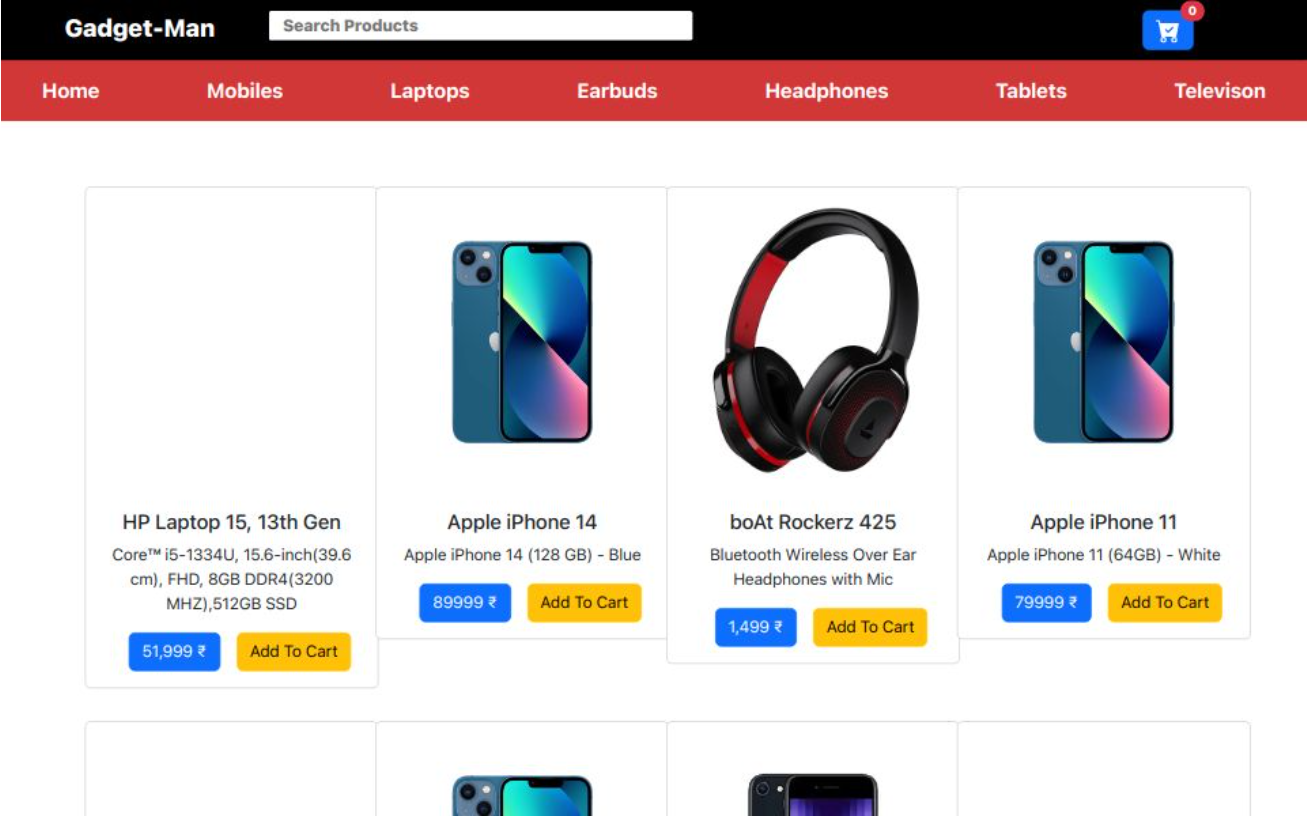 Gadget-Man
Search Products
0
Home Mobiles Laptops Earbuds Headphones Tablets Televison
HP Laptop 15, 13th Gen
Core™ i5-1334U, 15.6-inch(39.6
cm), FHD, 8GB DDR4(3200
MHZ),512GB SSD
51,999 ₹ Add To Cart
Apple iPhone 14
Apple iPhone 14 (128 GB) - Blue
89999 ₹ Add To Cart
boAt Rockerz 425
Bluetooth Wireless Over Ear
Headphones with Mic
1,499 ₹ Add To Cart
Apple iPhone 11
Apple iPhone 11 (64GB) - White
79999 ₹ Add To Cart